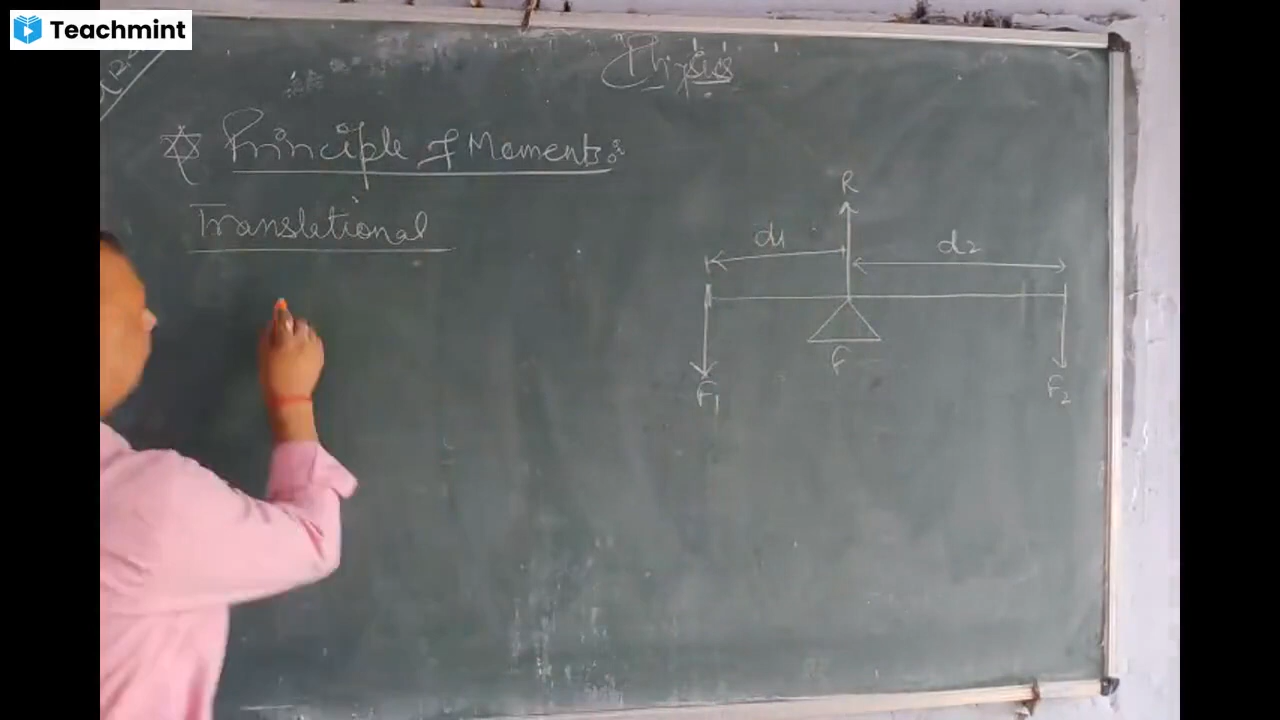 Teachmint
Physics
Principle of Moments:
Translational
R
d1
d2
F
F1
F2